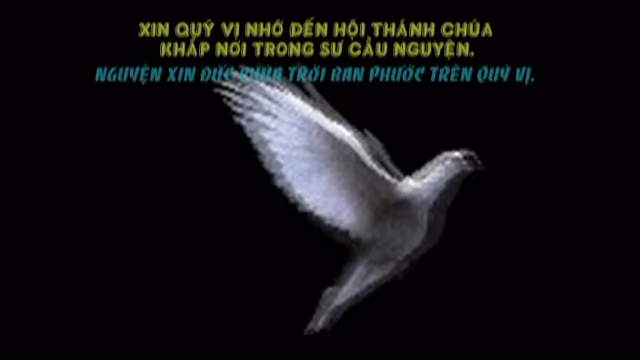 XIN QUÝ VỊ NHỚ ĐẾN HỘI THÁNH CHÚA
KHẮP NƠI TRONG SỰ CẦU NGUYỆN.
NGUYỆN XIN ĐỨC CHÚA TRỜI BAN PHƯỚC TRÊN QUÝ VỊ.